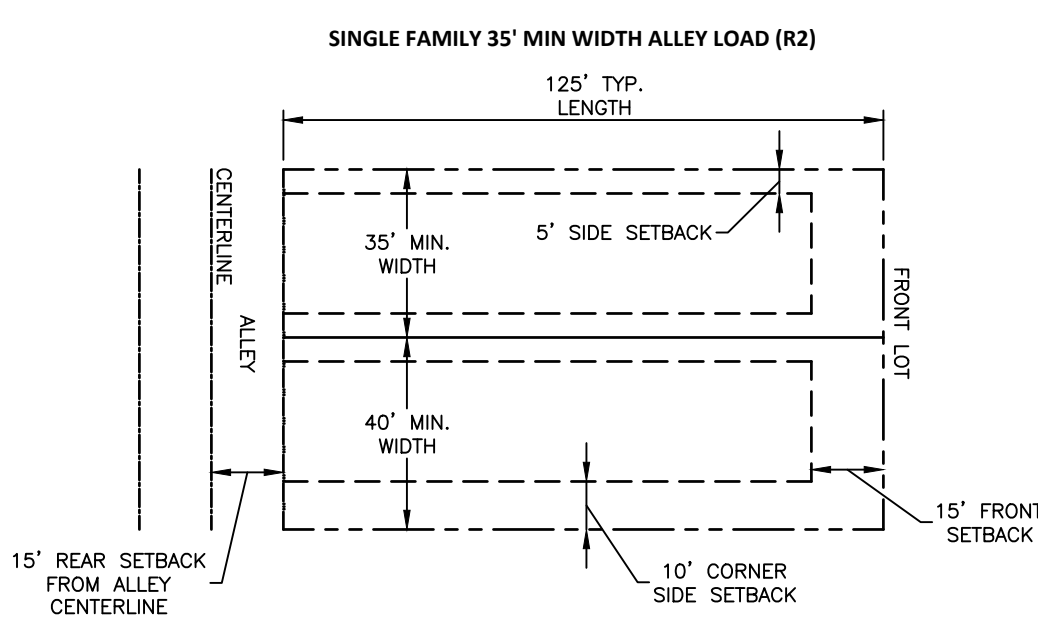 SINGLE FAMILY 35' MIN WIDTH ALLEY LOAD (R2)
125' TYP.
LENGTH
CENTERLINE
ALLEY
35' MIN.
WIDTH
5' SIDE SETBACK
FRONT LOT
40' MIN.
WIDTH
15' FRONT
SETBACK
15' REAR SETBACK
FROM ALLEY
CENTERLINE
10' CORNER
SIDE SETBACK